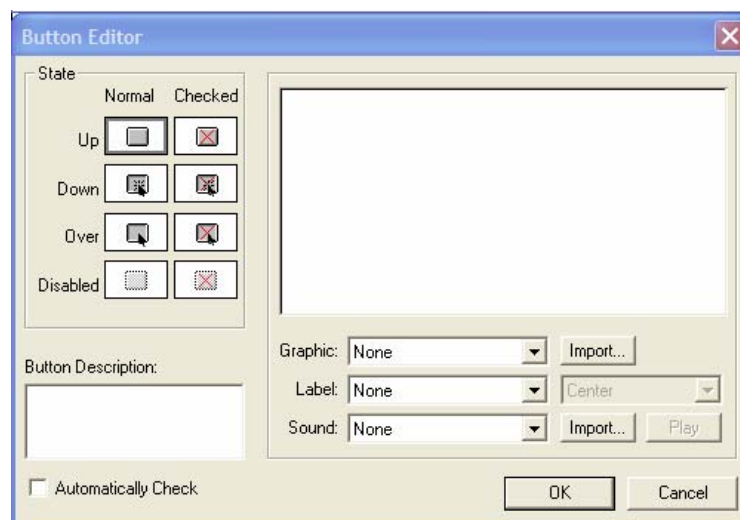 Button Editor
State
Normal Checked
Up
Down
Over
Disabled
Button Description:
Automatically Check
Graphic: None Import...
Label: None Center
Sound: None Import... Play
OK Cancel